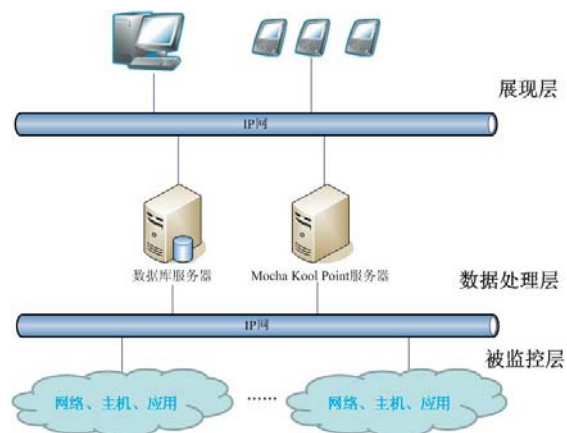 展现层
IP网
数据库服务器
Mocha Kool Point服务器
数据处理层
IP网
被监控层
网络、主机、应用
……
网络、主机、应用